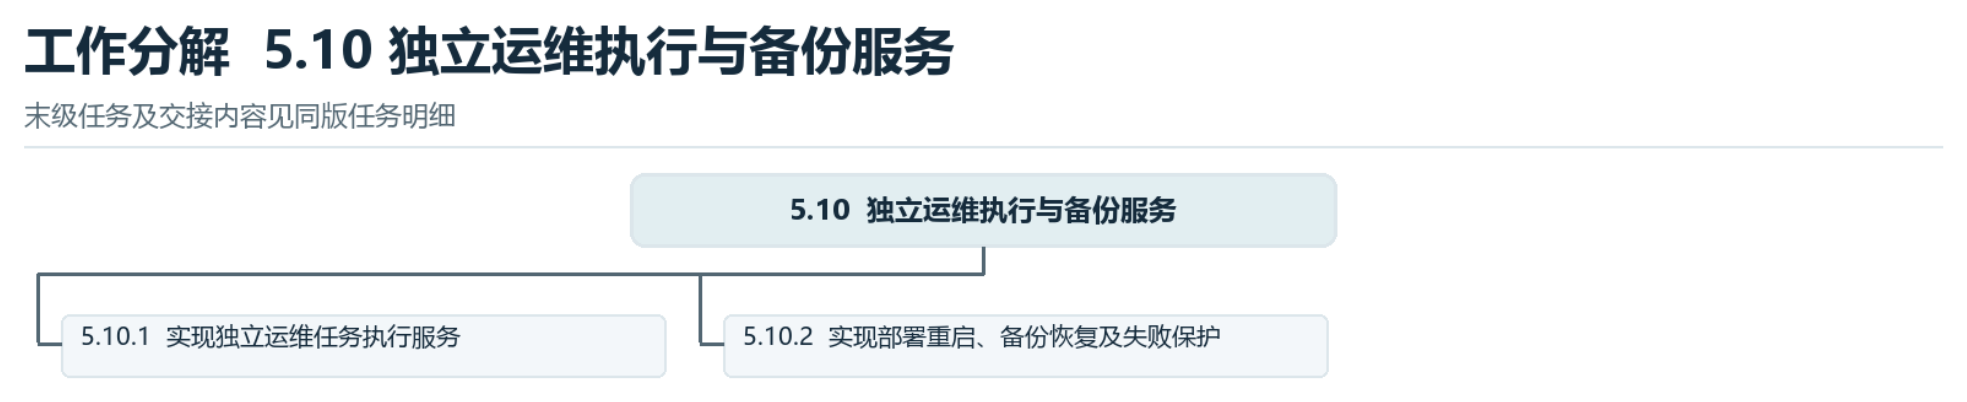 工作分解 5.10 独立运维执行与备份服务
末级任务及交接内容见同版任务明细
5.10 独立运维执行与备份服务
5.10.1 实现独立运维任务执行服务
5.10.2 实现部署重启、备份恢复及失败保护